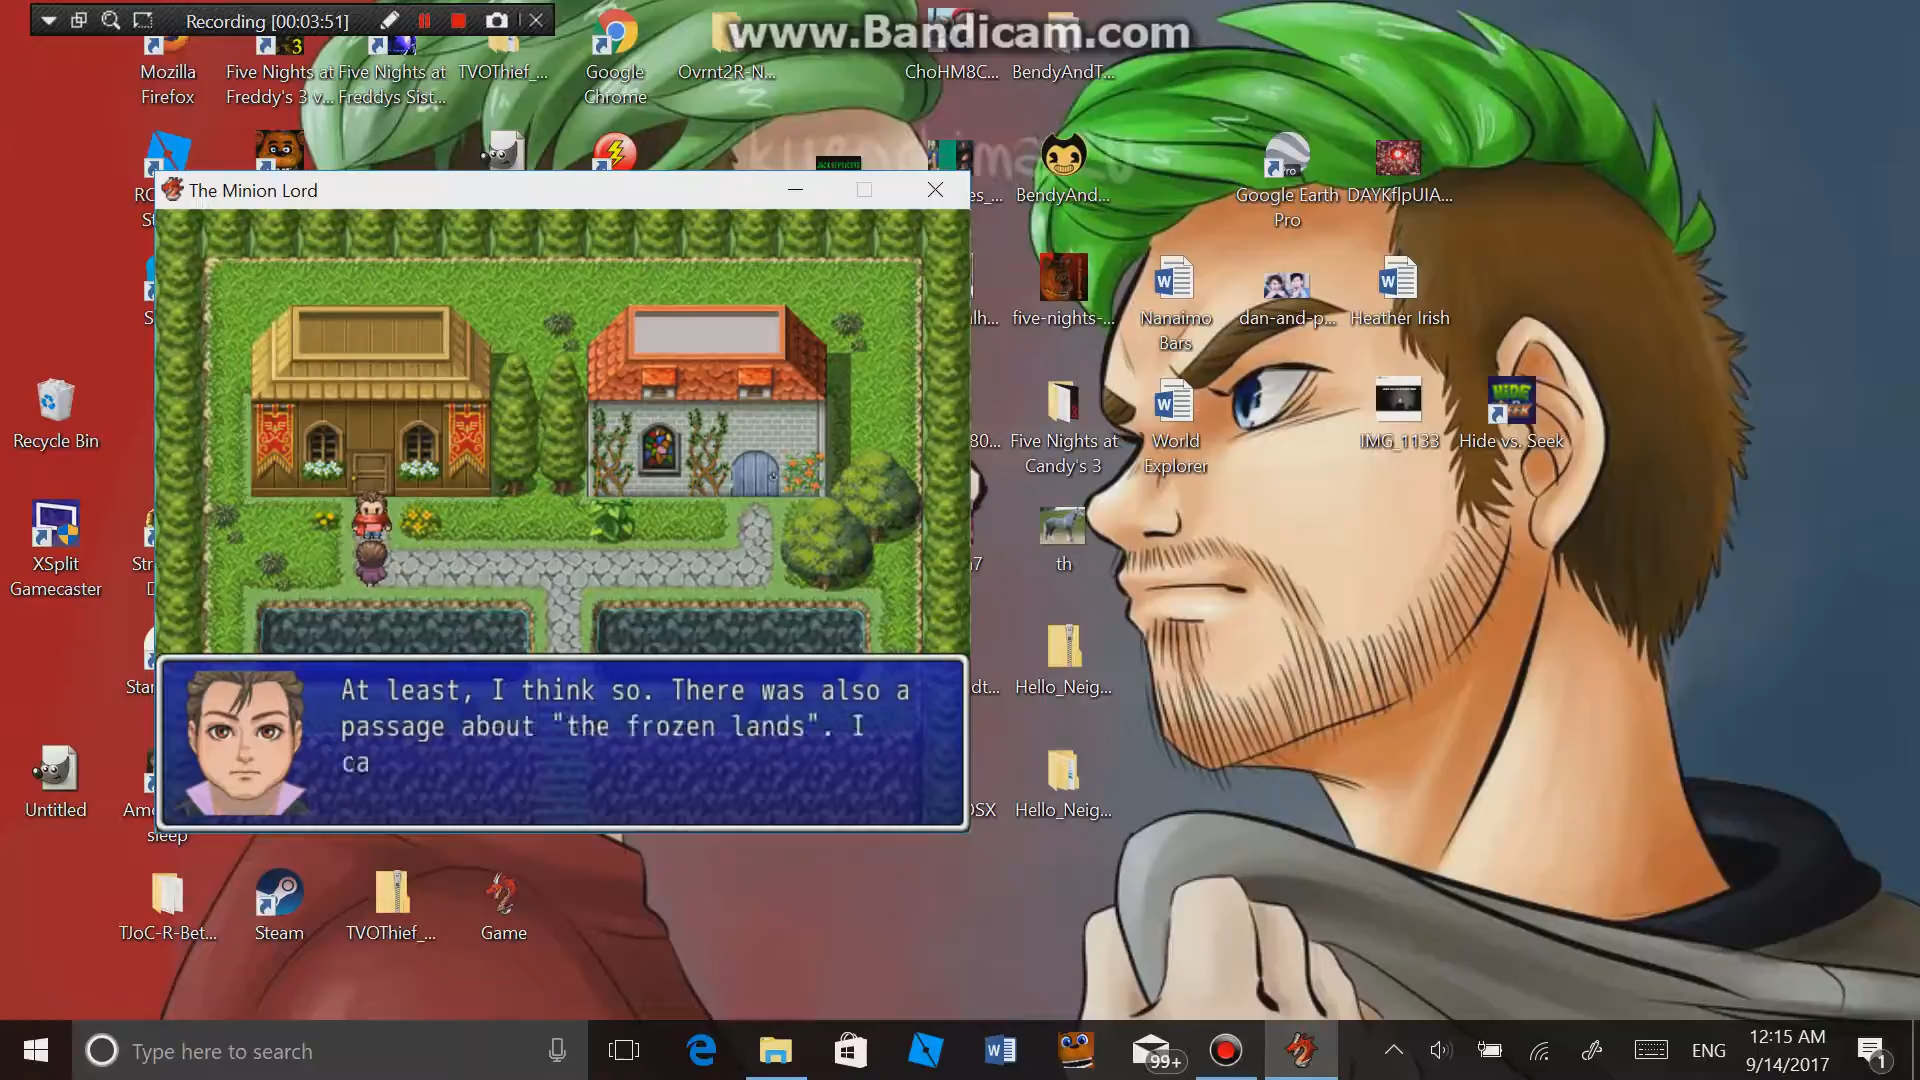 Recording [00:03:51]
www.Bandicam.com
Mozilla
Firefox
Five Nights at
Freddy's 3 v...
Five Nights at
Freddys Sist...
TVOThief_...
Google
Chrome
Ovrnt2R-N...
ChoHM8C...
BendyAndT...
The Minion Lord
BendyAnd...
Google Earth
Pro
DAYKflpUIA...
five-nights-...
Nanaimo
Bars
dan-and-p...
Heather Irish
Recycle Bin
Five Nights at
Candy's 3
World
Explorer
IMG_1133
Hide vs. Seek
XSplit
Gamecaster
th
Hello_Neig...
At least, I think so. There was also a
passage about "the frozen lands". I
ca
Untitled
sleep
Hello_Neig...
TJoC-R-Bet...
Steam
TVOThief_...
Game
Type here to search
99+
ENG
12:15 AM
9/14/2017
1